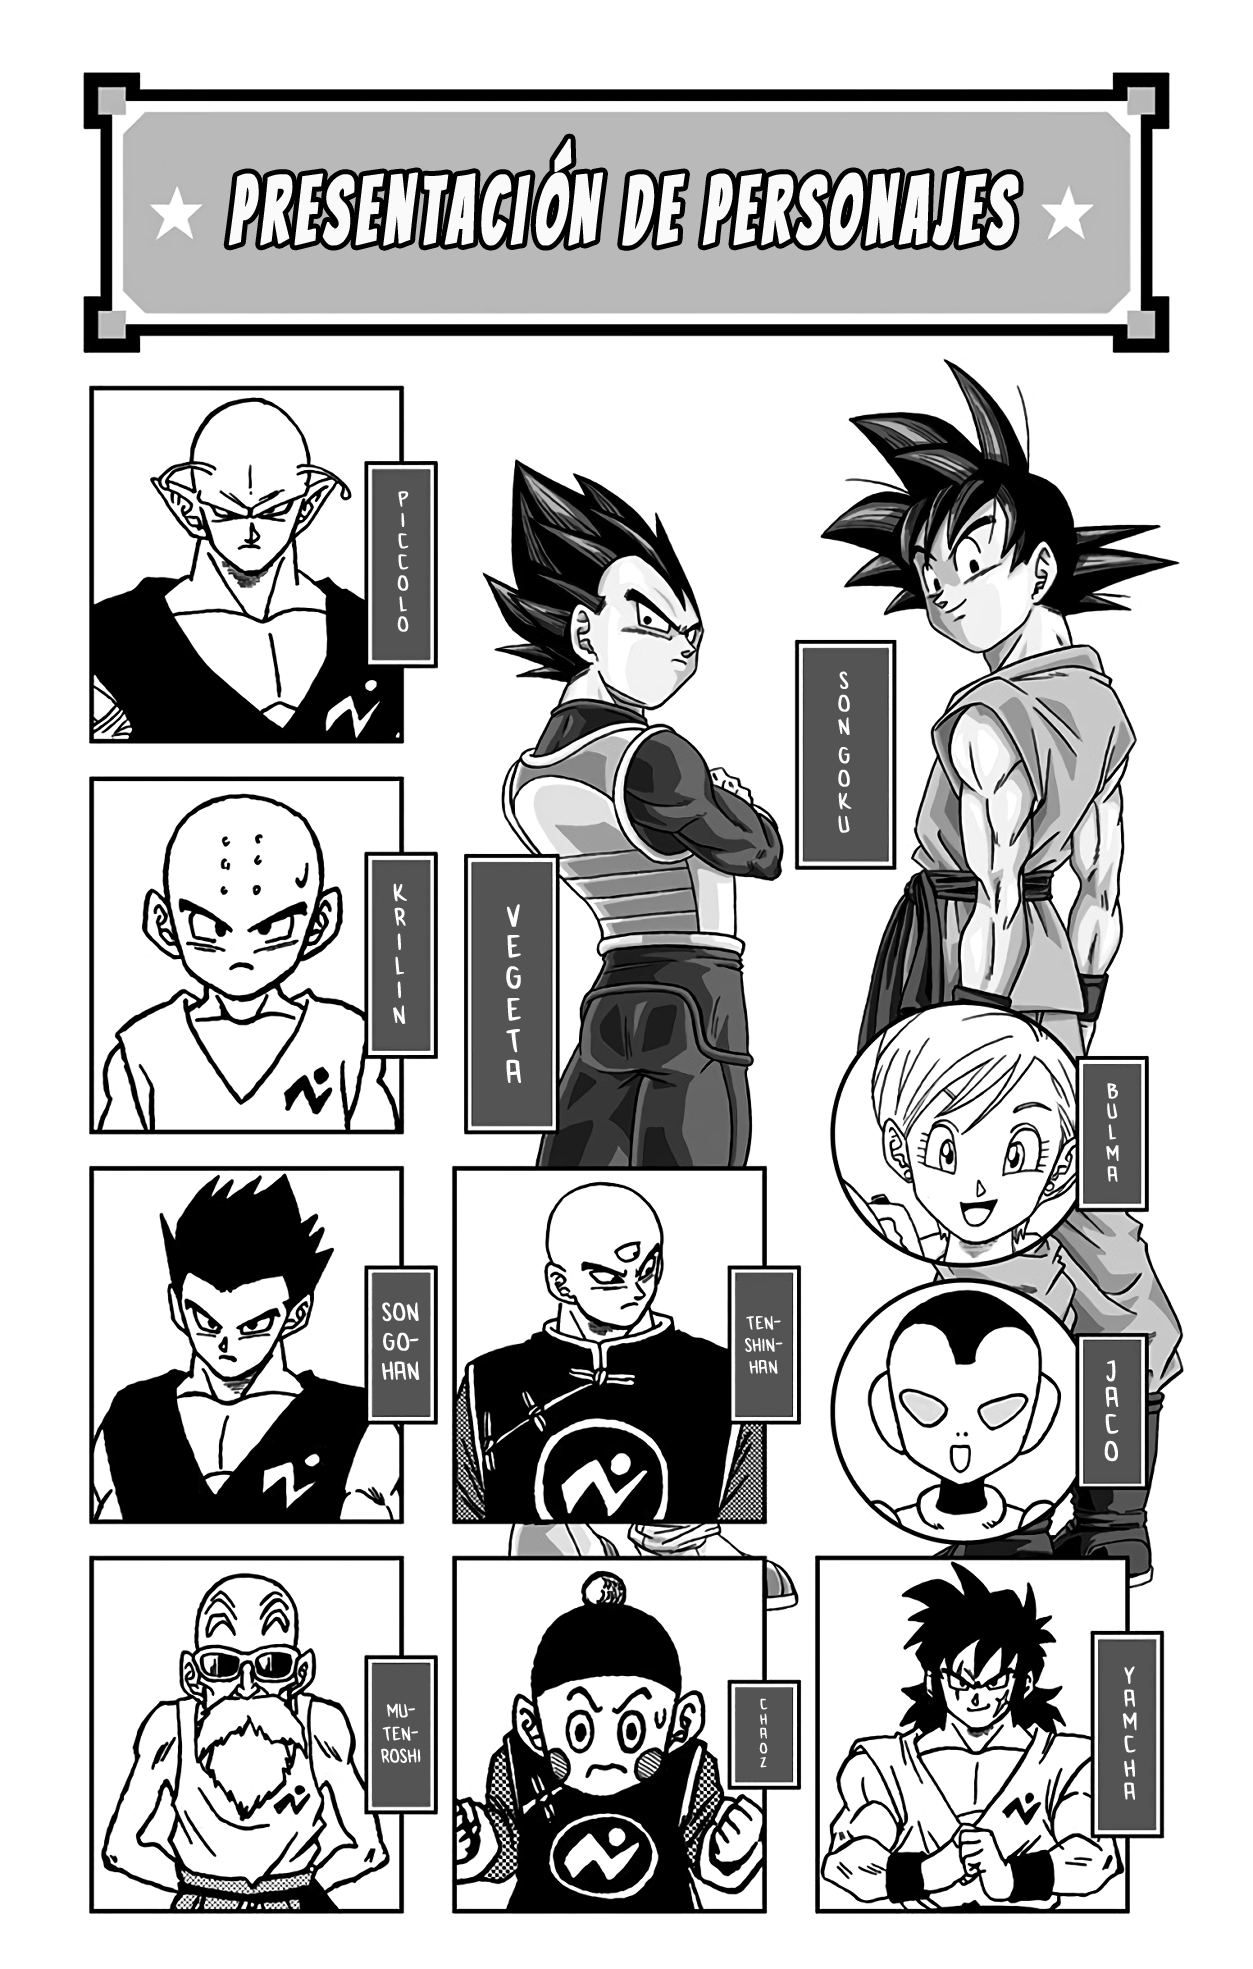 PRESENTACIÓN DE PERSONAJES
PICCOLO
SON GOKU
VEGETA
KRILIN
BULMA
SON
GO-
HAN
TEN-
SHIN-
HAN
JACO
MU-
TEN-
ROSHI
CHAOZ
YAMCHA